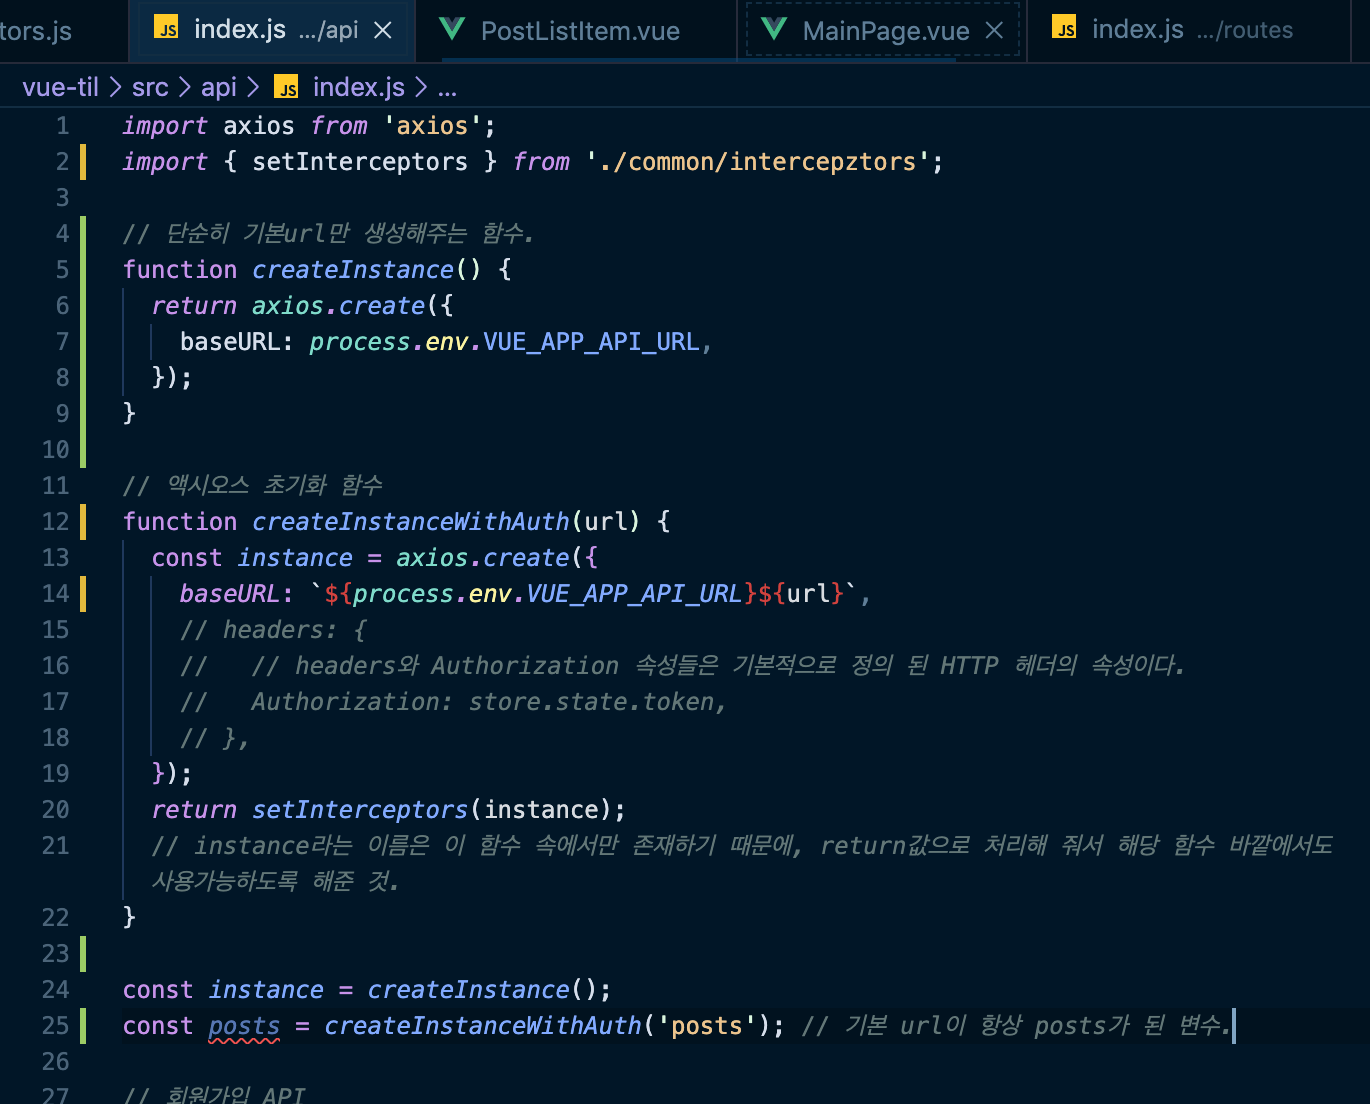 tors.js
JS index.js .../api
PostListItem.vue
MainPage.vue
JS index.js .../routes
vue-til > src > api > JS index.js > ...
1 import axios from 'axios';
2 import { setInterceptors } from './common/intercepztors';
3
4 // 단순히 기본url만 생성해주는 함수.
5 function createInstance() {
6 return axios.create({
7 baseURL: process.env.VUE_APP_API_URL,
8 });
9 }
10
11 // 액시오스 초기화 함수
12 function createInstanceWithAuth(url) {
13 const instance = axios.create({
14 baseURL: `${process.env.VUE_APP_API_URL}${url}`,
15 // headers: {
16 //   // headers와 Authorization 속성들은 기본적으로 정의 된 HTTP 헤더의 속성이다.
17 //   Authorization: store.state.token,
18 // },
19 });
20 return setInterceptors(instance);
21 // instance라는 이름은 이 함수 속에서만 존재하기 때문에, return값으로 처리해 줘서 해당 함수 바깥에서도
사용가능하도록 해준 것.
22 }
23
24 const instance = createInstance();
25 const posts = createInstanceWithAuth('posts'); // 기본 url이 항상 posts가 된 변수.
26
27 // 회원가입 API